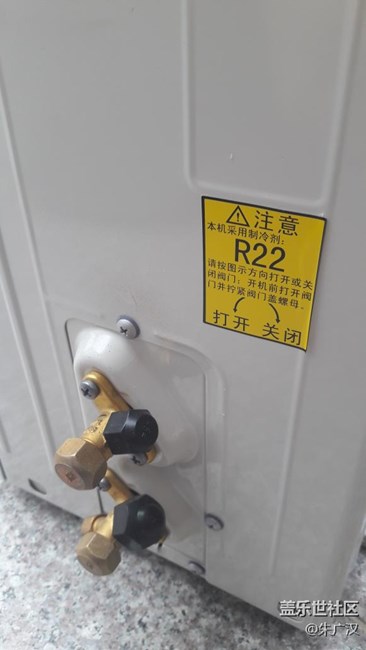 注意
本机采用制冷剂:
R22
请按图示方向打开或关
闭阀门;开机前打开阀
门并拧紧阀门盖螺母。
打开 关闭
盖乐世社区
@朱广汉